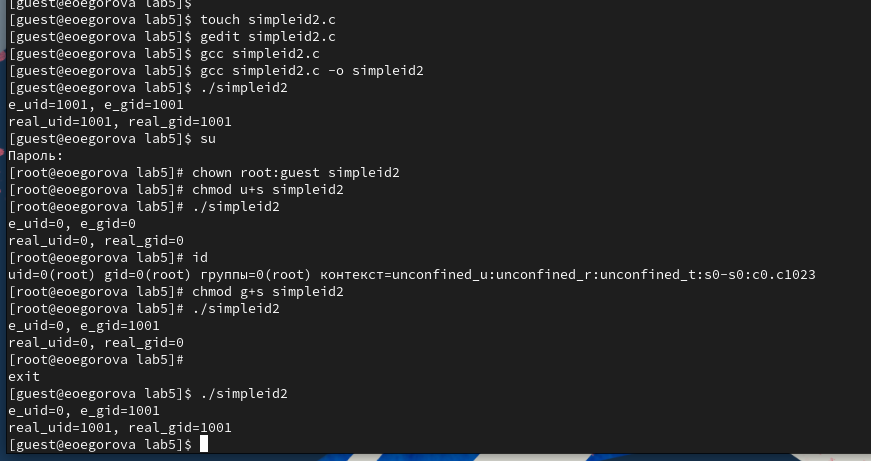 [guest@eoegorova lab5]$
[guest@eoegorova lab5]$ touch simpleid2.c
[guest@eoegorova lab5]$ gedit simpleid2.c
[guest@eoegorova lab5]$ gcc simpleid2.c
[guest@eoegorova lab5]$ gcc simpleid2.c -o simpleid2
[guest@eoegorova lab5]$ ./simpleid2
e_uid=1001, e_gid=1001
real_uid=1001, real_gid=1001
[guest@eoegorova lab5]$ su
Пароль:
[root@eoegorova lab5]# chown root:guest simpleid2
[root@eoegorova lab5]# chmod u+s simpleid2
[root@eoegorova lab5]# ./simpleid2
e_uid=0, e_gid=0
real_uid=0, real_gid=0
[root@eoegorova lab5]# id
uid=0(root) gid=0(root) группы=0(root) контекст=unconfined_u:unconfined_r:unconfined_t:s0-s0:c0.c1023
[root@eoegorova lab5]# chmod g+s simpleid2
[root@eoegorova lab5]# ./simpleid2
e_uid=0, e_gid=1001
real_uid=0, real_gid=0
[root@eoegorova lab5]#
exit
[guest@eoegorova lab5]$ ./simpleid2
e_uid=0, e_gid=1001
real_uid=1001, real_gid=1001
[guest@eoegorova lab5]$